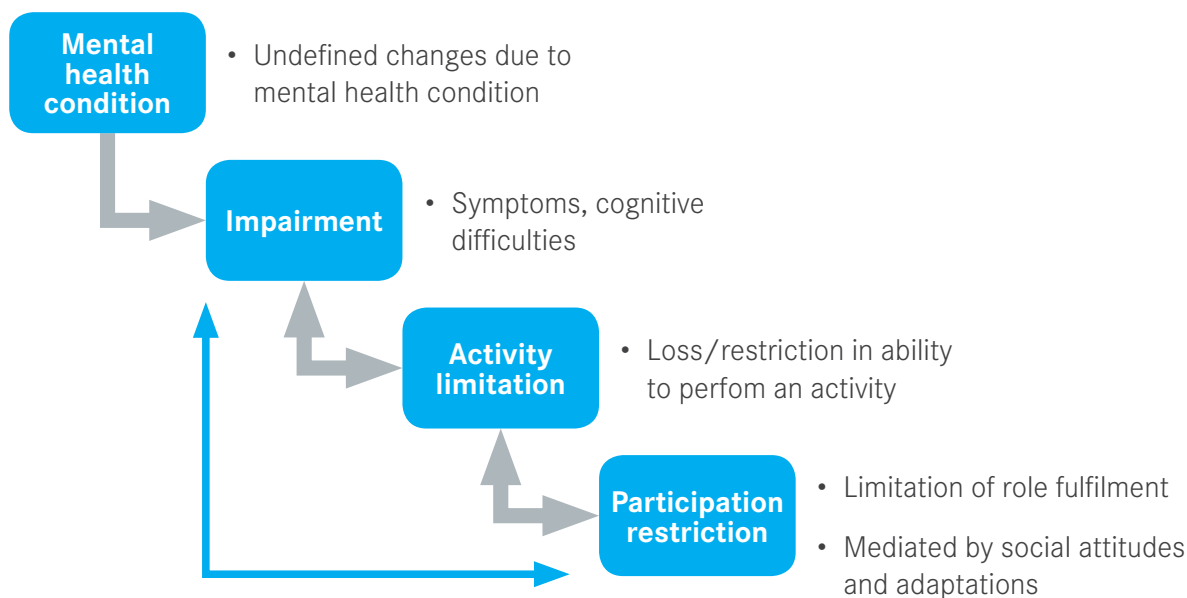 Mental
health
condition
• Undefined changes due to
mental health condition
Impairment
• Symptoms, cognitive
difficulties
Activity
limitation
• Loss/restriction in ability
to perfom an activity
Participation
restriction
• Limitation of role fulfilment
• Mediated by social attitudes
and adaptations